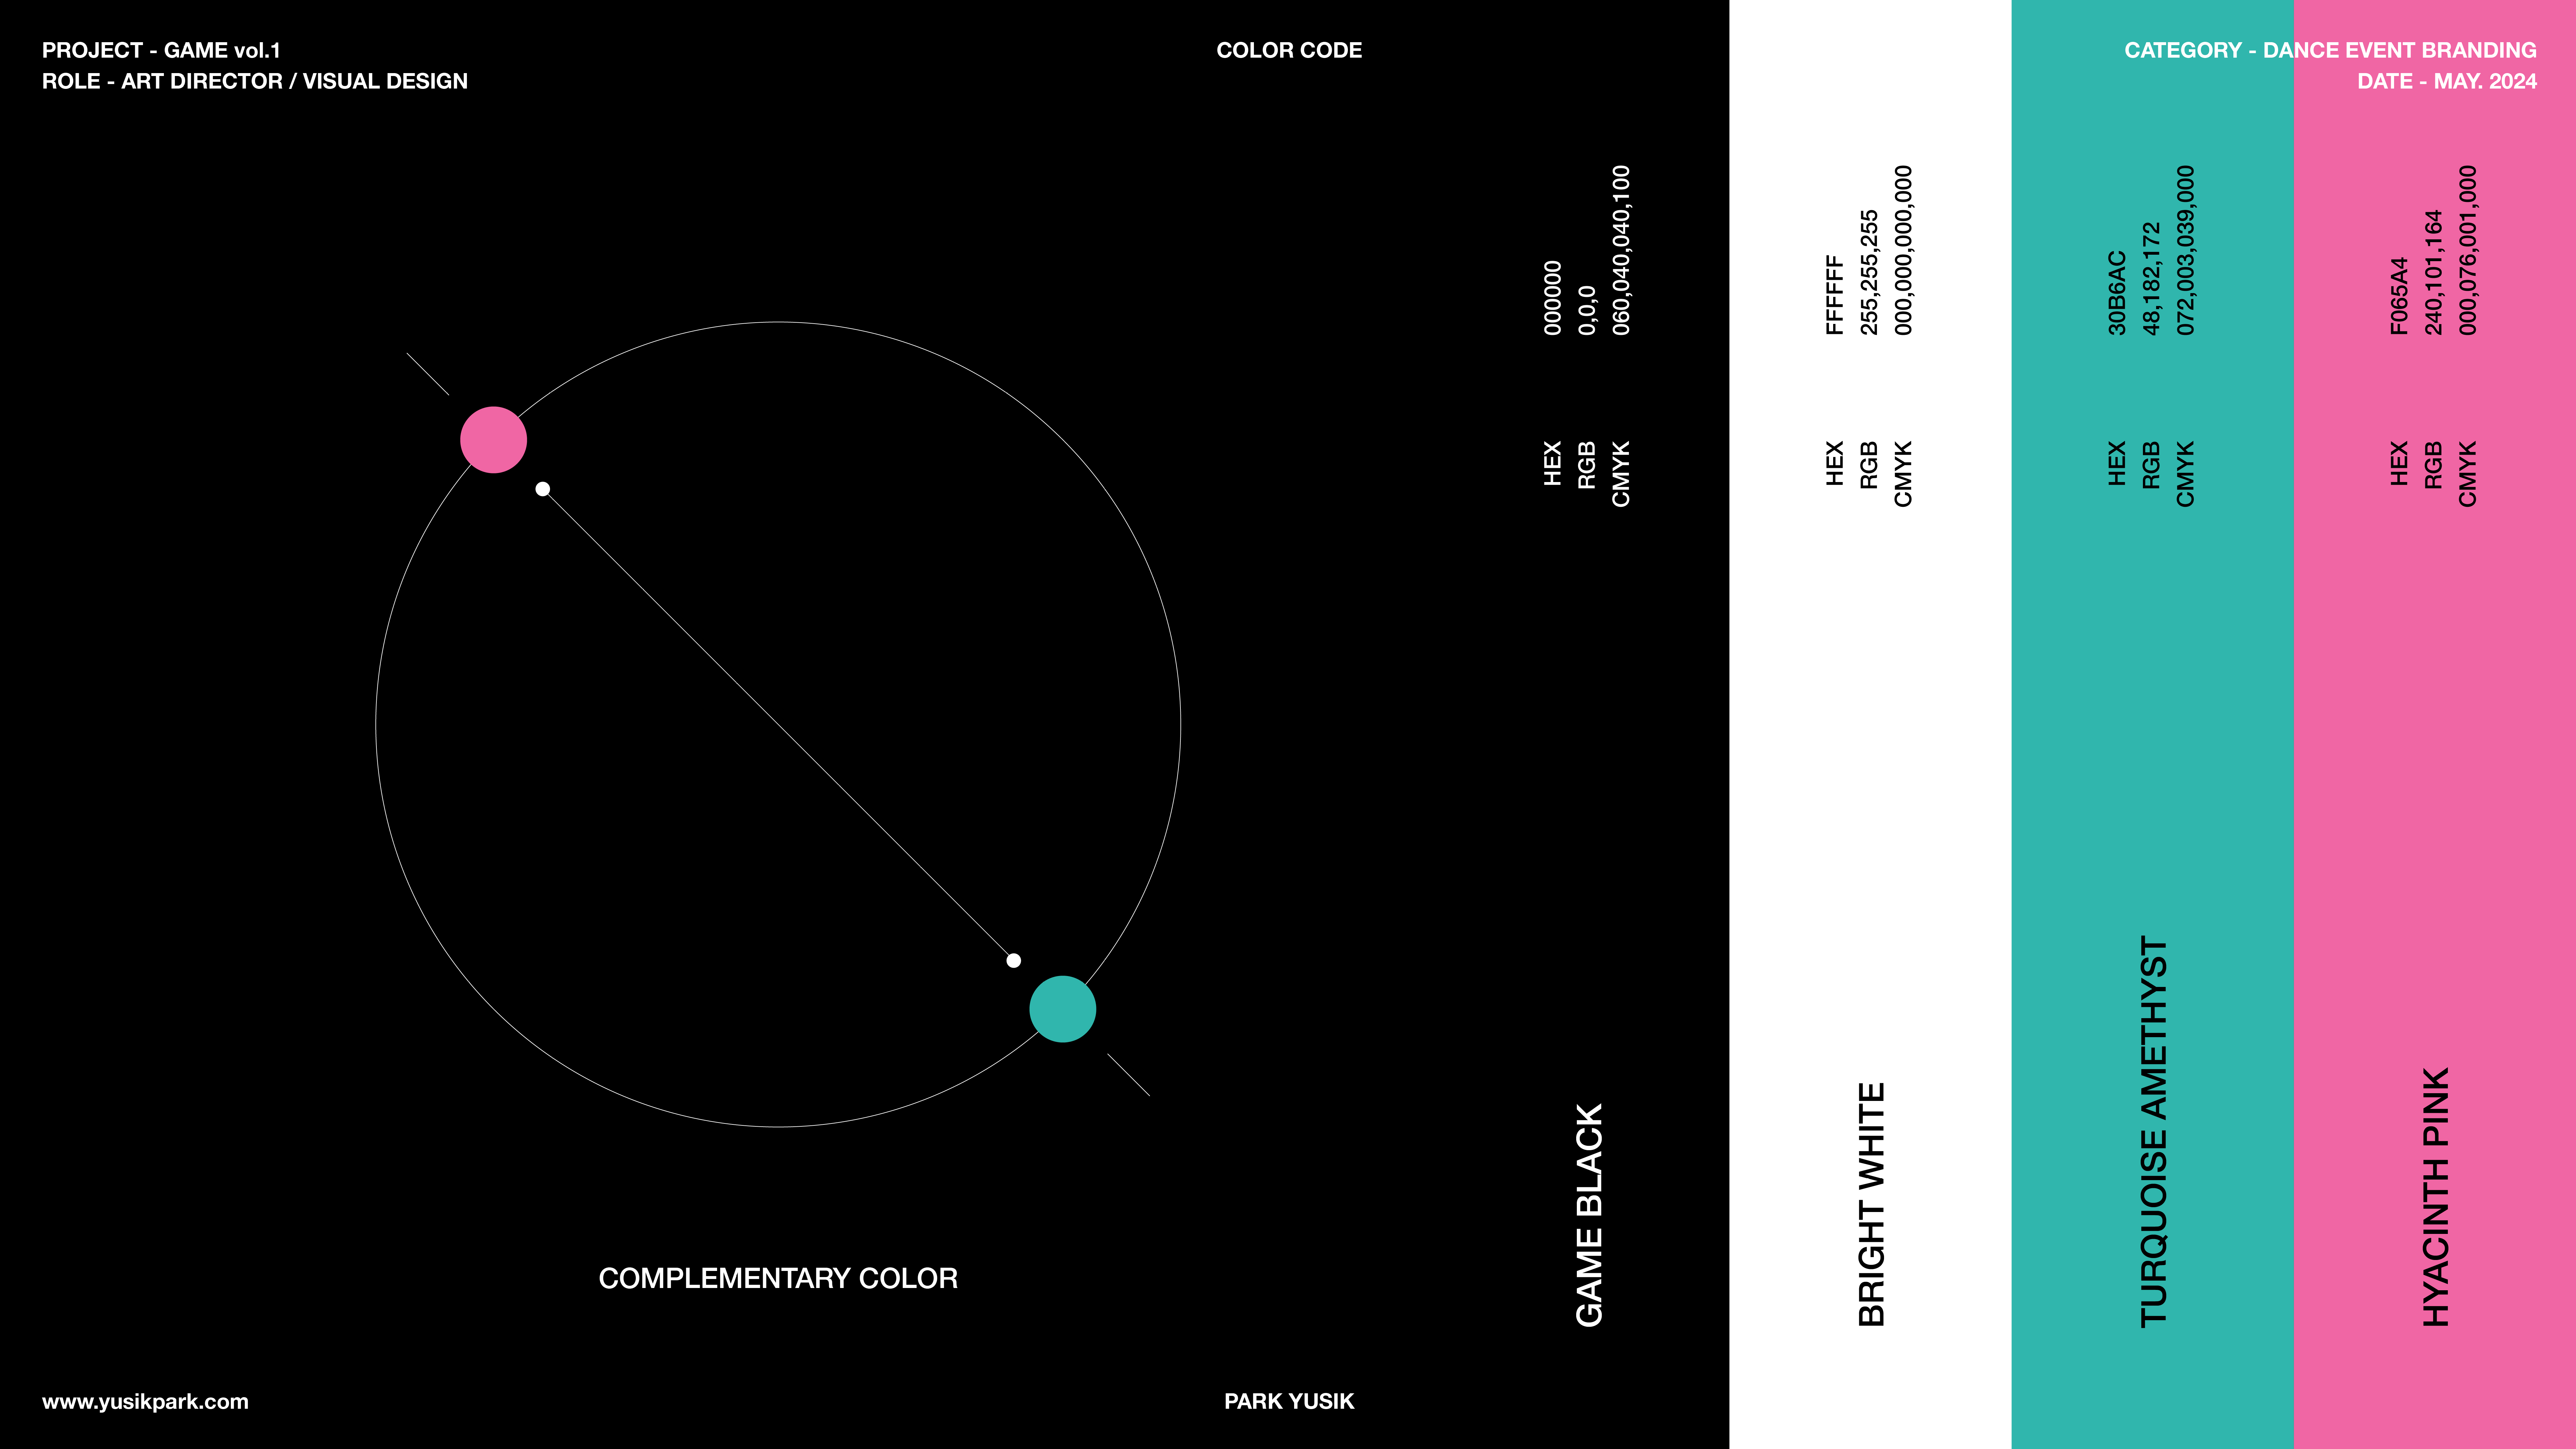 PROJECT - GAME vol.1
ROLE - ART DIRECTOR / VISUAL DESIGN
COLOR CODE
CATEGORY - DANCE EVENT BRANDING
DATE - MAY. 2024
COMPLEMENTARY COLOR
HEX 000000
RGB 0,0,0
CMYK 060,040,040,100
GAME BLACK
HEX FFFFFF
RGB 255,255,255
CMYK 000,000,000,000
BRIGHT WHITE
HEX 30B6AC
RGB 48,182,172
CMYK 072,003,039,000
TURQUOISE AMETHYST
HEX F065A4
RGB 240,101,164
CMYK 000,076,001,000
HYACINTH PINK
www.yusikpark.com
PARK YUSIK